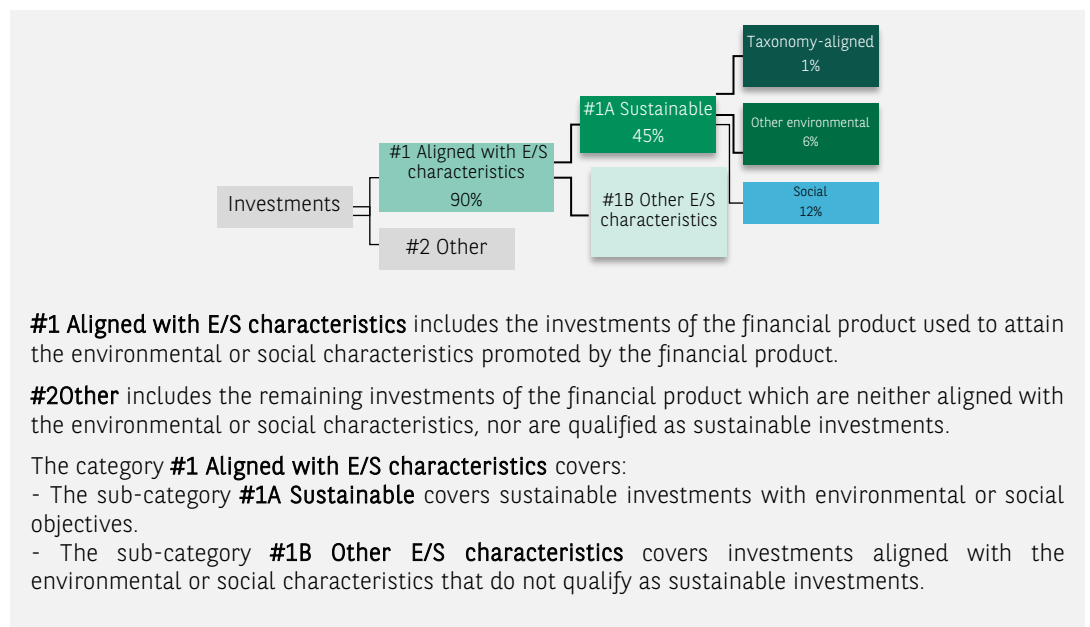 Taxonomy-aligned
1%
#1A Sustainable
45%
Other environmental
6%
#1 Aligned with E/S
characteristics
90%
Social
12%
Investments
#1B Other E/S
characteristics
#2 Other
#1 Aligned with E/S characteristics includes the investments of the financial product used to attain
the environmental or social characteristics promoted by the financial product.
#2Other includes the remaining investments of the financial product which are neither aligned with
the environmental or social characteristics, nor are qualified as sustainable investments.
The category #1 Aligned with E/S characteristics covers:
- The sub-category #1A Sustainable covers sustainable investments with environmental or social
objectives.
- The sub-category #1B Other E/S characteristics covers investments aligned with the
environmental or social characteristics that do not qualify as sustainable investments.